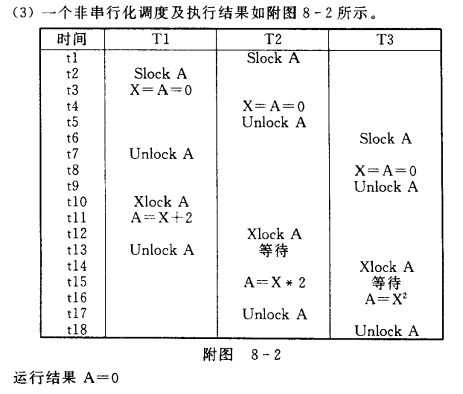 (3) 一个非串行化调度及执行结果如附图 8-2 所示。
时间 T1 T2 T3
t1 Slock A
t2 Slock A
t3 X=A=0
t4 X=A=0
t5 Unlock A
t6 Slock A
t7 Unlock A
t8 X=A=0
t9 Unlock A
t10 Xlock A
t11 A=X+2
t12 Xlock A
t13 Unlock A 等待
t14 Xlock A
t15 A=X*2 等待
t16 A=X²
t17 Unlock A
t18 Unlock A
附图 8-2
运行结果 A=0